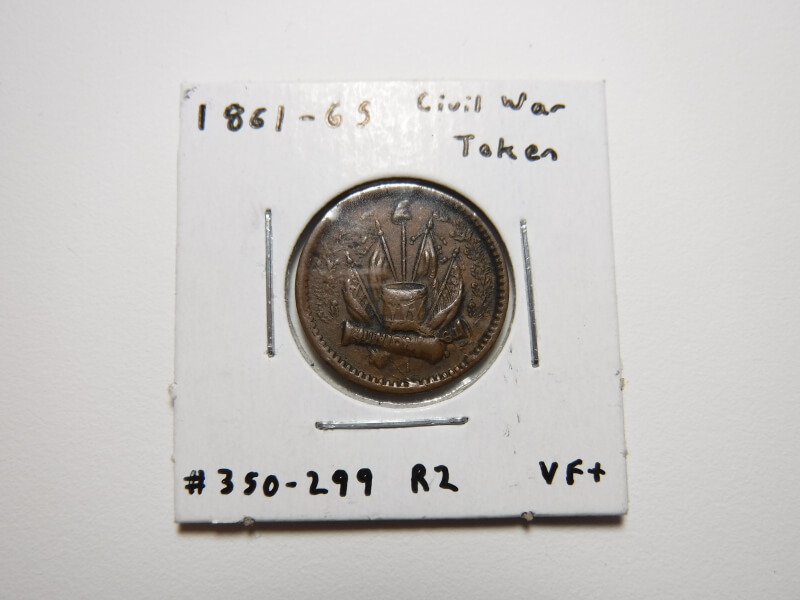 1861-65 Civil War
Token
#350-299 R2 VF+